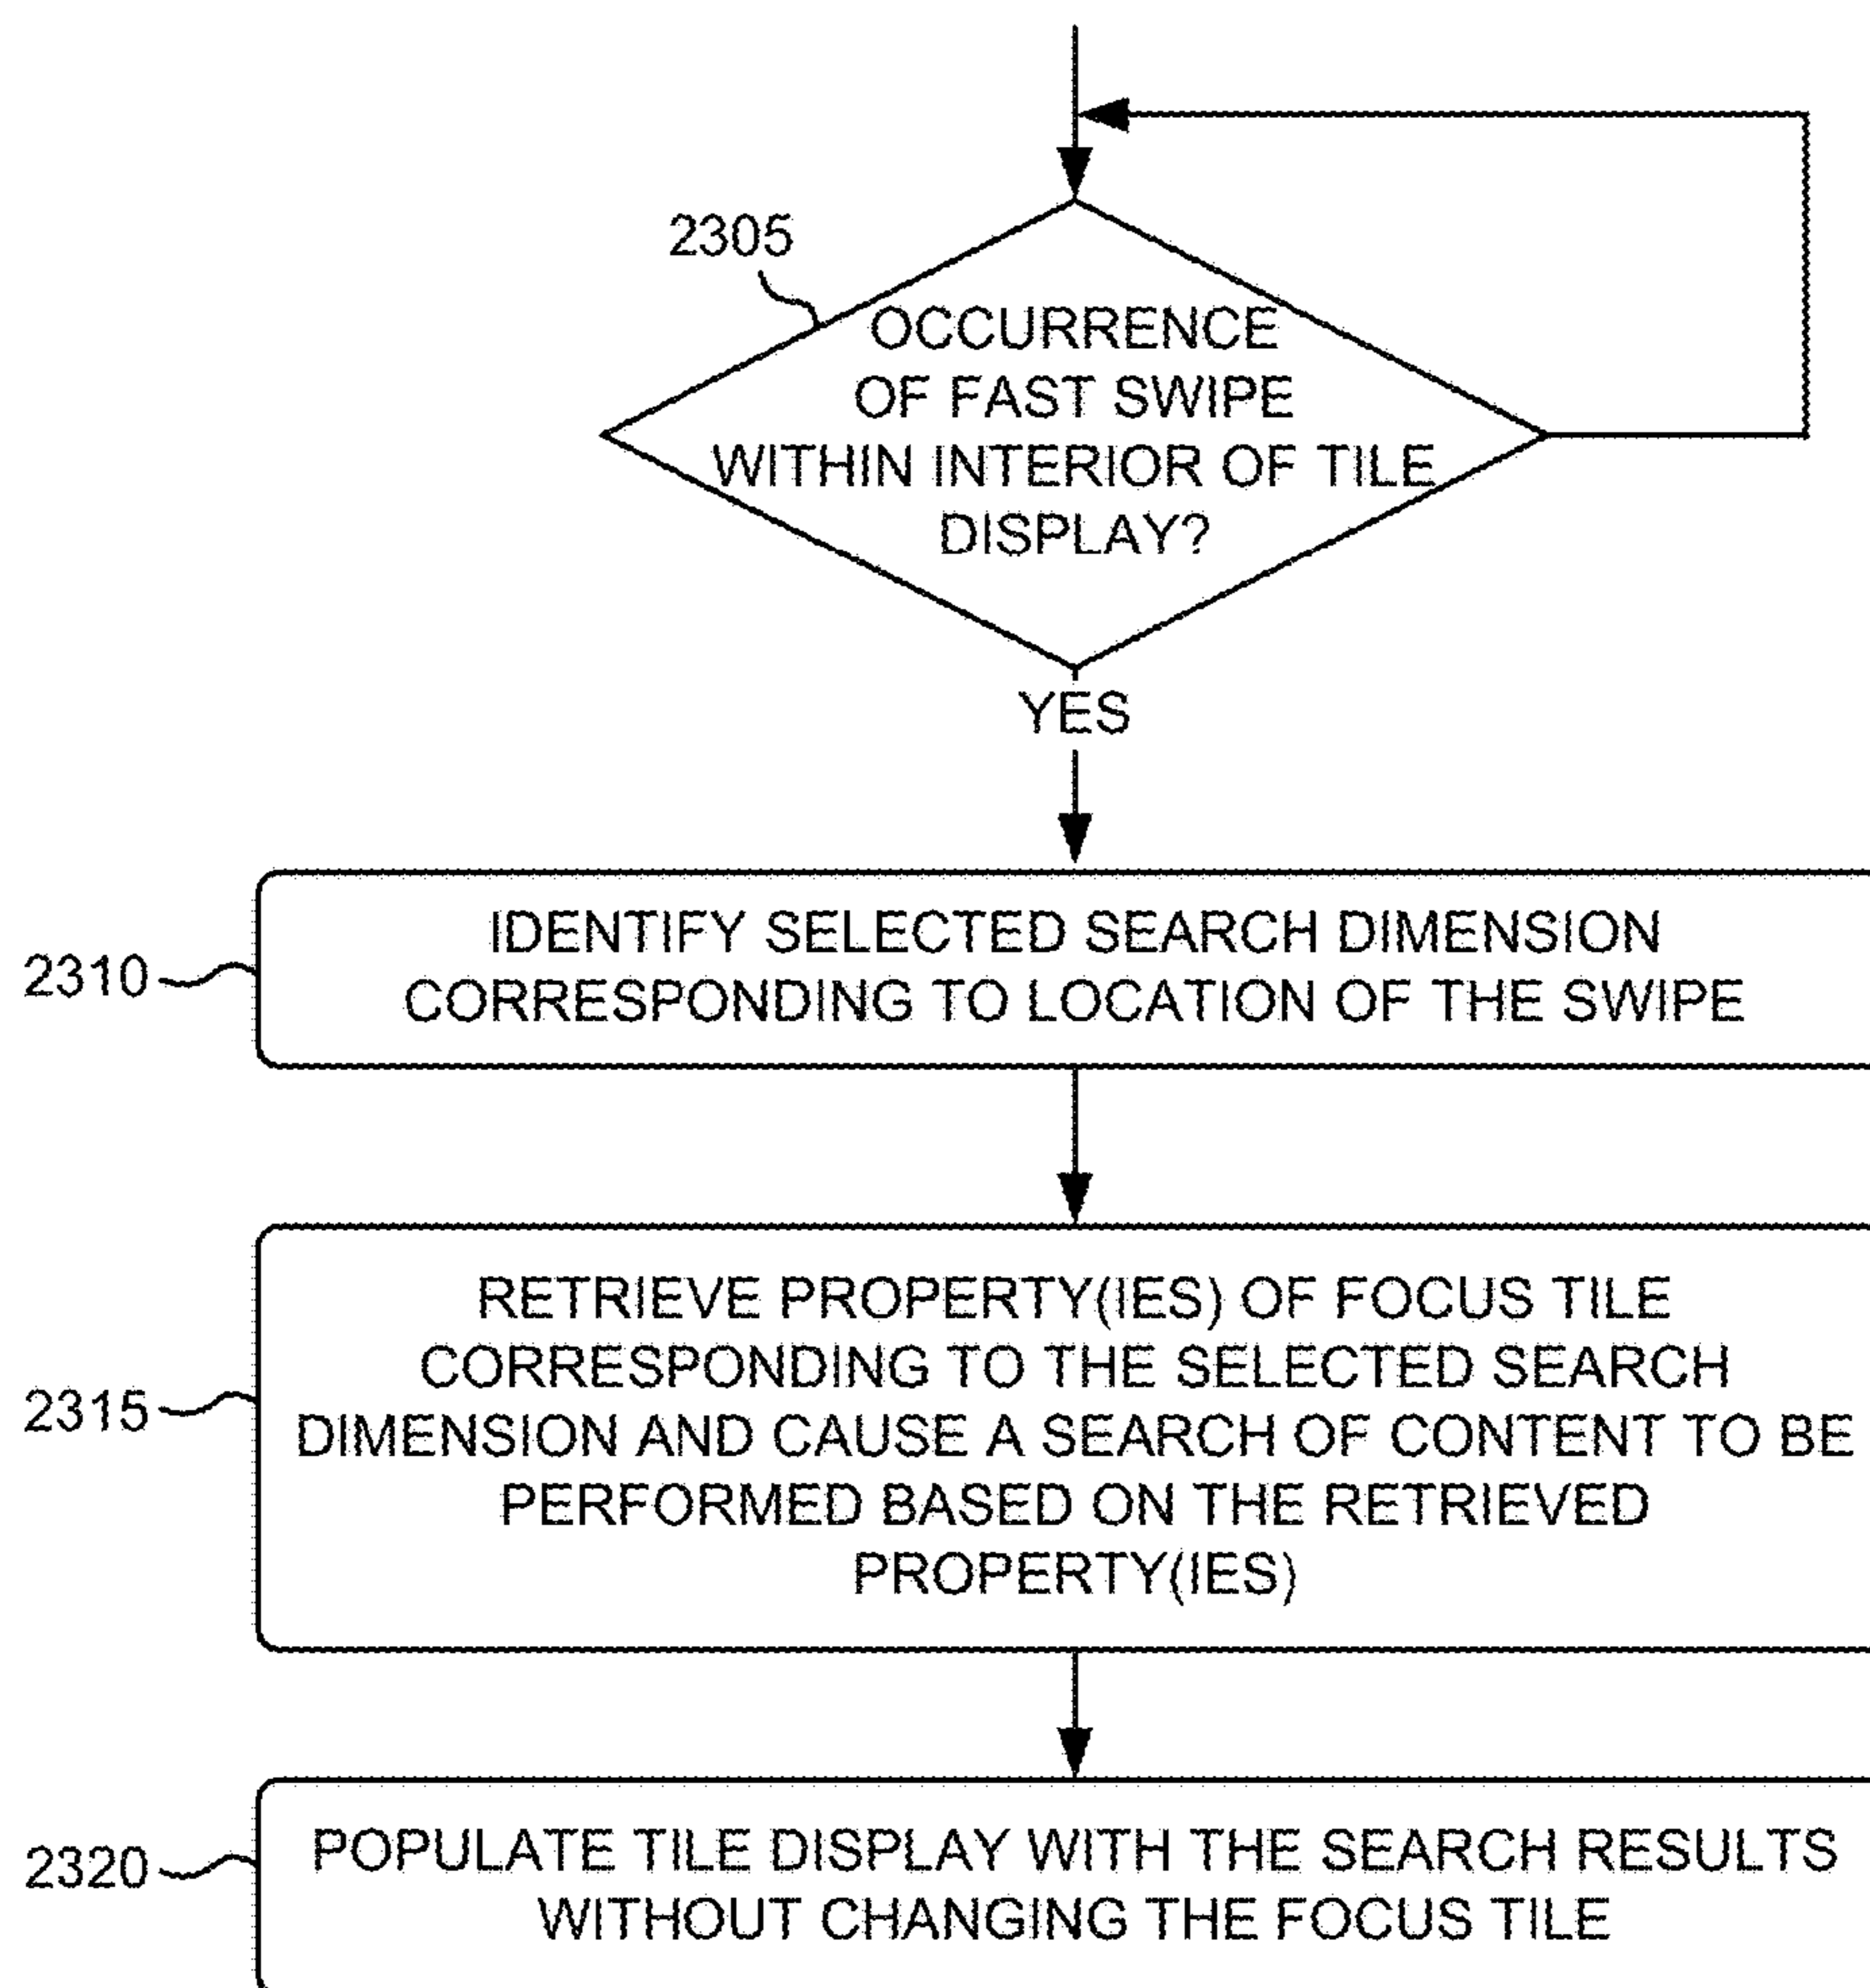 2305
OCCURRENCE
OF FAST SWIPE
WITHIN INTERIOR OF TILE
DISPLAY?
YES
2310
IDENTIFY SELECTED SEARCH DIMENSION
CORRESPONDING TO LOCATION OF THE SWIPE
2315
RETRIEVE PROPERTY(IES) OF FOCUS TILE
CORRESPONDING TO THE SELECTED SEARCH
DIMENSION AND CAUSE A SEARCH OF CONTENT TO BE
PERFORMED BASED ON THE RETRIEVED
PROPERTY(IES)
2320
POPULATE TILE DISPLAY WITH THE SEARCH RESULTS
WITHOUT CHANGING THE FOCUS TILE